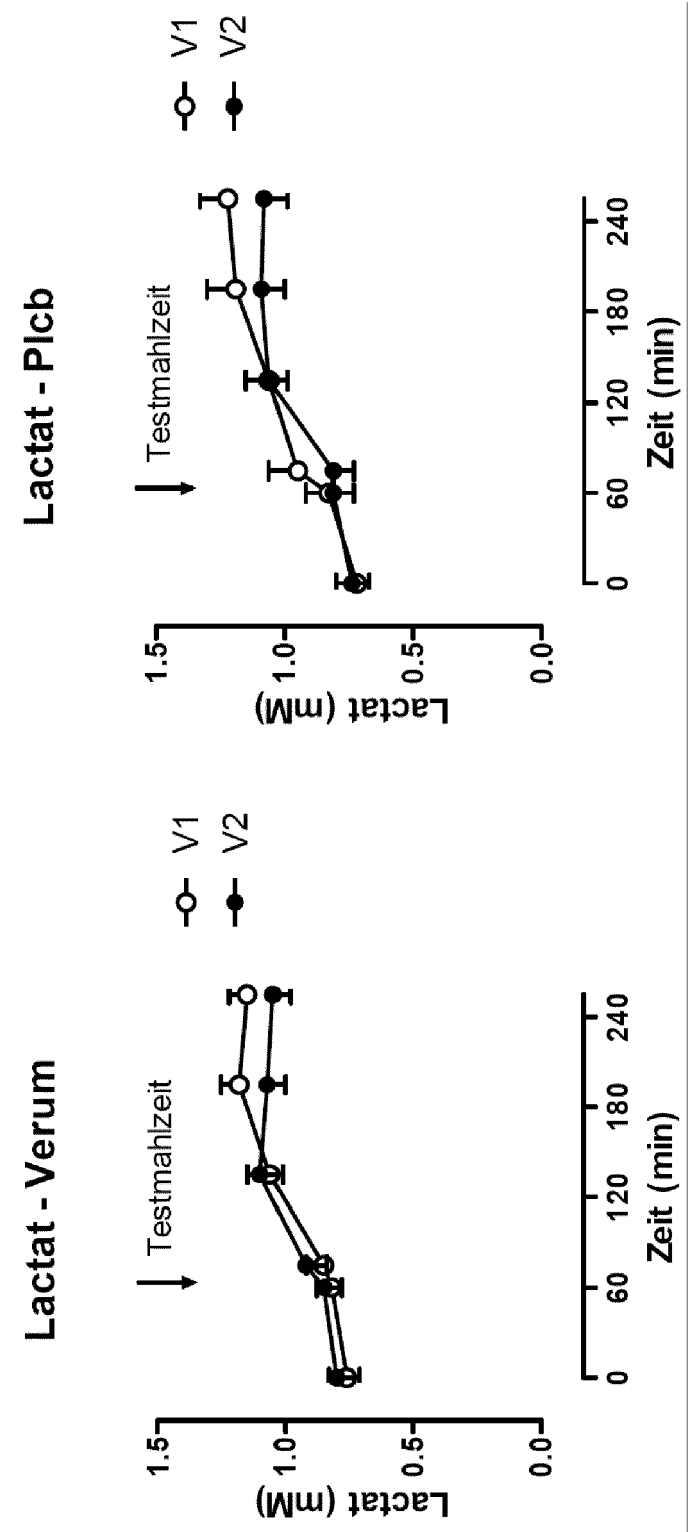 Lactat - Verum
Testmahlzeit
V1
V2
Lactat (mM)
1.5
1.0
0.5
0.0
0
60
120
180
240
Zeit (min)
Lactat - Plcb
Testmahlzeit
V1
V2
Lactat (mM)
1.5
1.0
0.5
0.0
0
60
120
180
240
Zeit (min)